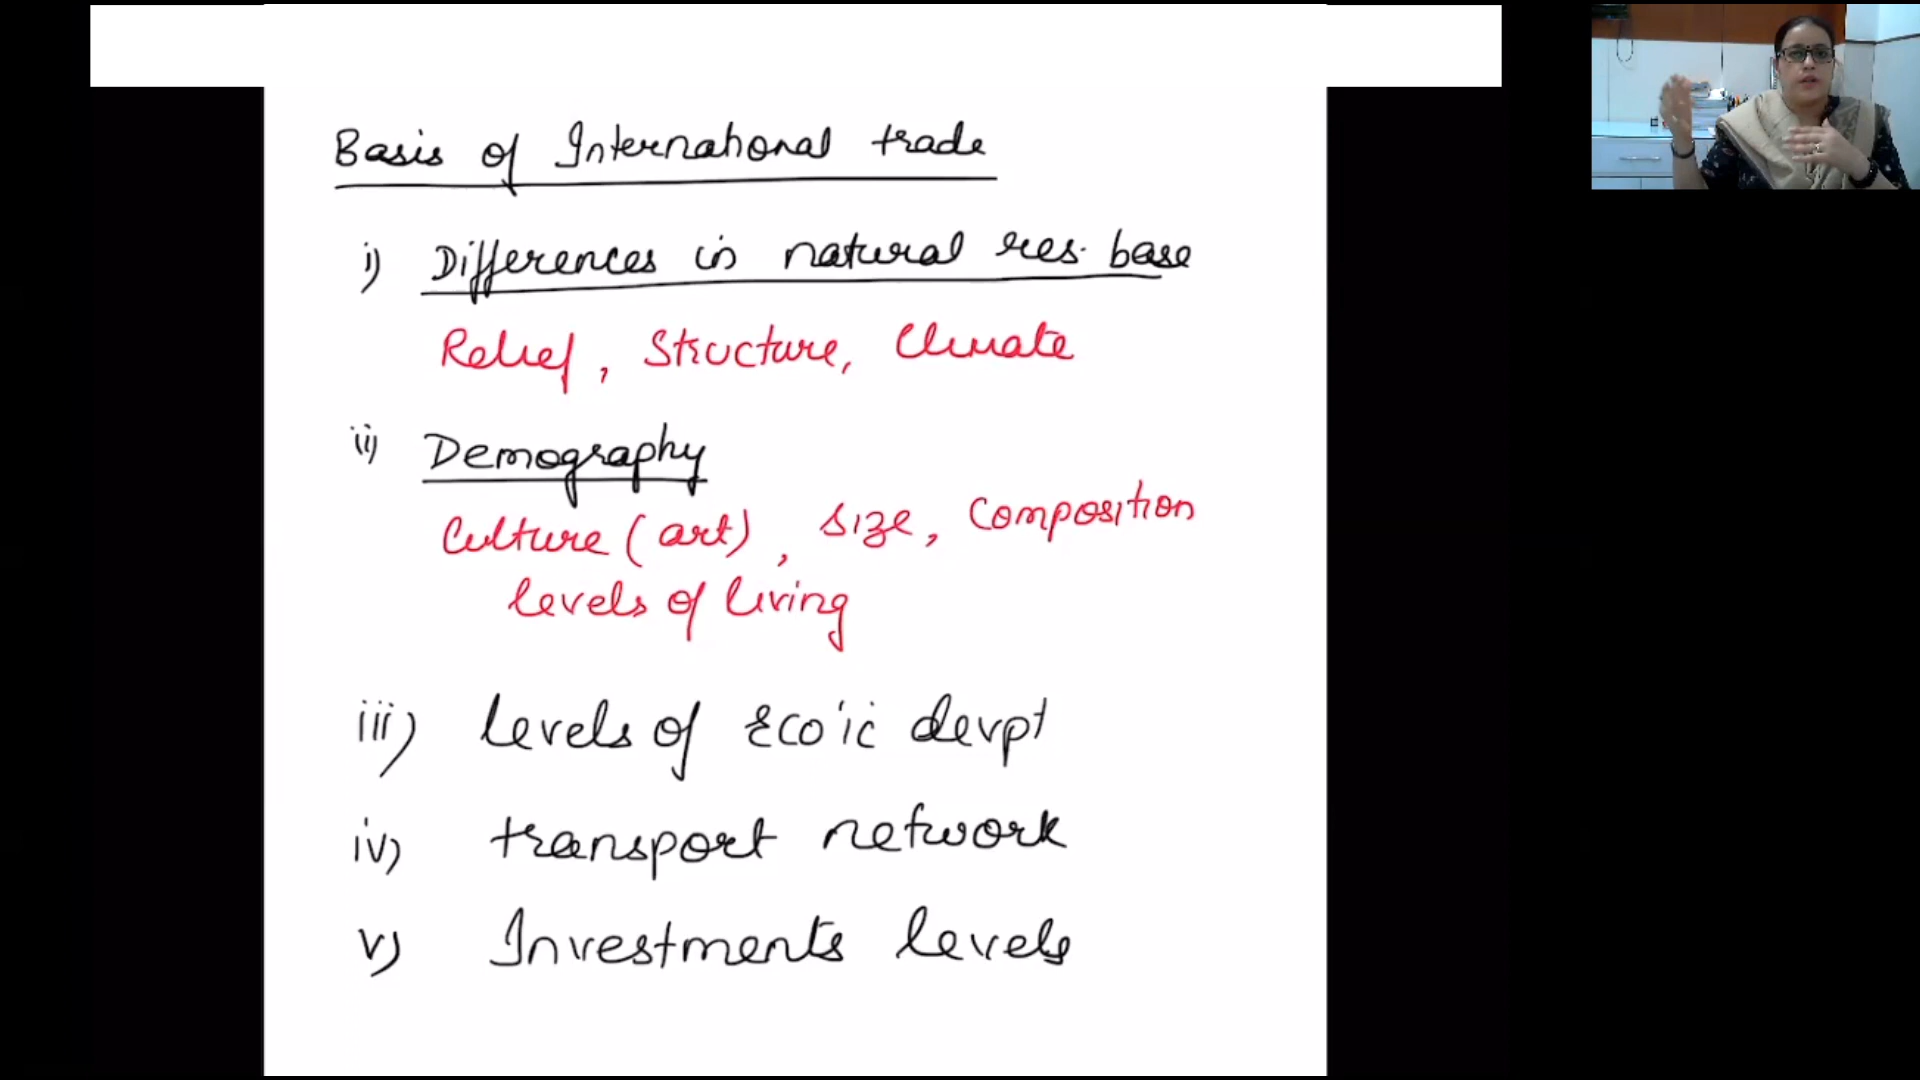 Basis of International trade
i) Differences in natural res. base
Relief, Structure, Climate
ii) Demography
Culture (art), size, Composition
levels of living
iii) levels of Eco'ic devpt
iv) transport network
v) Investments levels